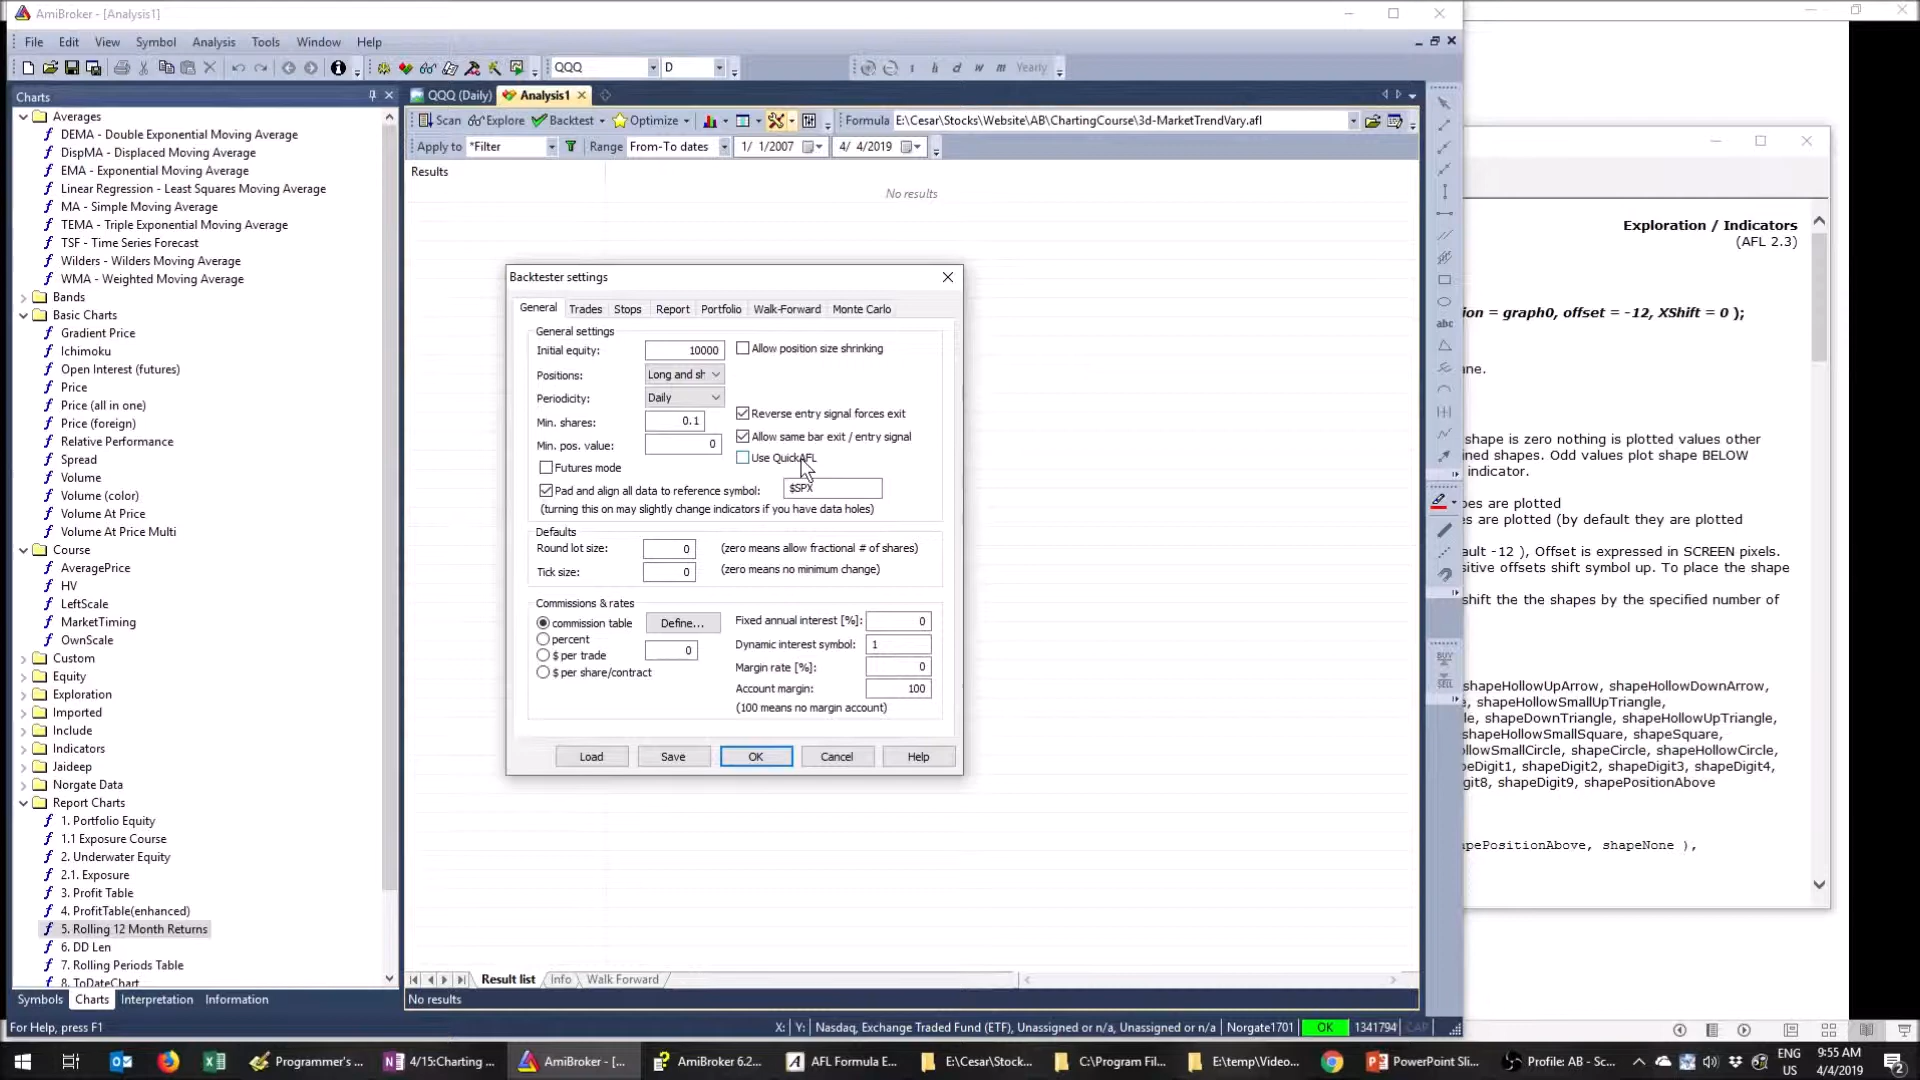 AmiBroker - [Analysis1]
File Edit View Symbol Analysis Tools Window Help
QQQ D Yearly
Charts
Averages
DEMA - Double Exponential Moving Average
DispMA - Displaced Moving Average
EMA - Exponential Moving Average
Linear Regression - Least Squares Moving Average
MA - Simple Moving Average
TEMA - Triple Exponential Moving Average
TSF - Time Series Forecast
Wilders - Wilders Moving Average
WMA - Weighted Moving Average
Bands
Basic Charts
Gradient Price
Ichimoku
Open Interest (futures)
Price
Price (all in one)
Price (foreign)
Relative Performance
Spread
Volume
Volume (color)
Volume At Price
Volume At Price Multi
Course
AveragePrice
HV
LeftScale
MarketTiming
OwnScale
Custom
Equity
Exploration
Imported
Include
Indicators
Jaideep
Norgate Data
Report Charts
1. Portfolio Equity
1.1 Exposure Course
2. Underwater Equity
2.1. Exposure
3. Profit Table
4. ProfitTable(enhanced)
5. Rolling 12 Month Returns
6. DD Len
7. Rolling Periods Table
8. ToDateChart
Symbols Charts Interpretation Information
For Help, press F1
QQQ (Daily) Analysis1
Scan Explore Backtest Optimize Formula E:\Cesar\Stocks\Website\AB\ChartingCourse\3d-MarketTrendVary.afl
Apply to *Filter Range From-To dates 1/ 1/2007 4/ 4/2019
Results
No results
Backtester settings
General Trades Stops Report Portfolio Walk-Forward Monte Carlo
General settings
Initial equity: 10000 Allow position size shrinking
Positions: Long and sh
Periodicity: Daily
Reverse entry signal forces exit
Min. shares: 0.1
Allow same bar exit / entry signal
Min. pos. value: 0
Use QuickAFL
Futures mode
Pad and align all data to reference symbol: $SPX
(turning this on may slightly change indicators if you have data holes)
Defaults
Round lot size: 0 (zero means allow fractional # of shares)
Tick size: 0 (zero means no minimum change)
Commissions & rates
commission table Define... Fixed annual interest [%]: 0
percent
Dynamic interest symbol: 1
$ per trade 0
Margin rate [%]: 0
$ per share/contract
Account margin: 100
(100 means no margin account)
Load Save OK Cancel Help
Result list Info Walk Forward
No results
X: Y: Nasdaq, Exchange Traded Fund (ETF), Unassigned or n/a, Unassigned or n/a Norgate1701 OK 1341794 CAP
abc
BUY
SELL
Exploration / Indicators
(AFL 2.3)
ion = graph0, offset = -12, XShift = 0 );
ne.
shape is zero nothing is plotted values other
ined shapes. Odd values plot shape BELOW
indicator.
pes are plotted
es are plotted (by default they are plotted
ault -12 ), Offset is expressed in SCREEN pixels.
sitive offsets shift symbol up. To place the shape
shift the the shapes by the specified number of
shapeHollowUpArrow, shapeHollowDownArrow,
e, shapeHollowSmallUpTriangle,
le, shapeDownTriangle, shapeHollowUpTriangle,
shapeHollowSmallSquare, shapeSquare,
ollowSmallCircle, shapeCircle, shapeHollowCircle,
peDigit1, shapeDigit2, shapeDigit3, shapeDigit4,
git8, shapeDigit9, shapePositionAbove
apePositionAbove, shapeNone ),
Programmer's ... 4/15:Charting ... AmiBroker - [... AmiBroker 6.2... AFL Formula E... E:\Cesar\Stock... C:\Program Fil... E:\temp\Video... PowerPoint Sli... Profile: AB - Sc...
ENG
US
9:55 AM
4/4/2019
2